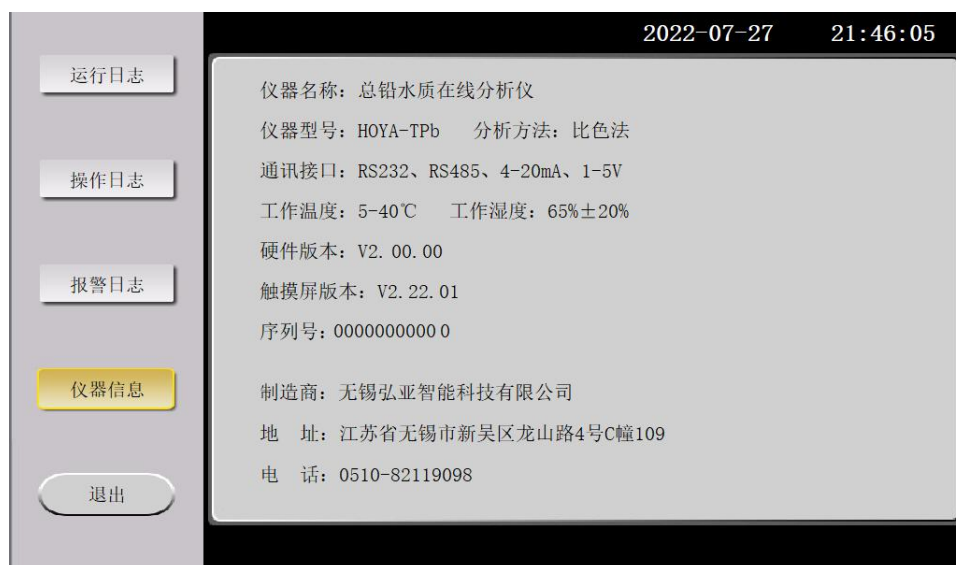 2022-07-27 21:46:05
运行日志
操作日志
报警日志
仪器信息
退出
仪器名称：总铅水质在线分析仪
仪器型号：HOYA-TPb 分析方法：比色法
通讯接口：RS232、RS485、4-20mA、1-5V
工作温度：5-40℃ 工作湿度：65%±20%
硬件版本：V2.00.00
触摸屏版本：V2.22.01
序列号：00000000000
制造商：无锡弘亚智能科技有限公司
地 址：江苏省无锡市新吴区龙山路4号C幢109
电 话：0510-82119098